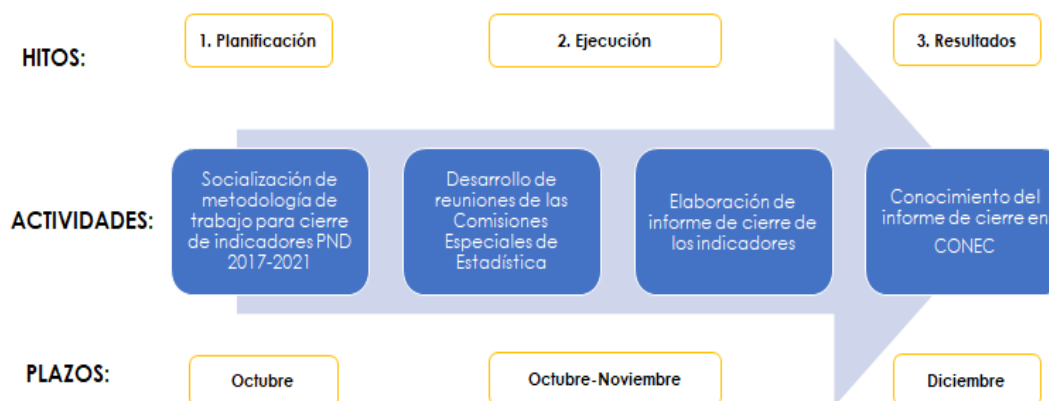 HITOS:
1. Planificación
2. Ejecución
3. Resultados
ACTIVIDADES:
Socialización de
metodología de
trabajo para cierre
de indicadores PND
2017-2021
Desarrollo de
reuniones de las
Comisiones
Especiales de
Estadística
Elaboración de
informe de cierre de
los indicadores
Conocimiento del
informe de cierre en
CONEC
PLAZOS:
Octubre
Octubre-Noviembre
Diciembre